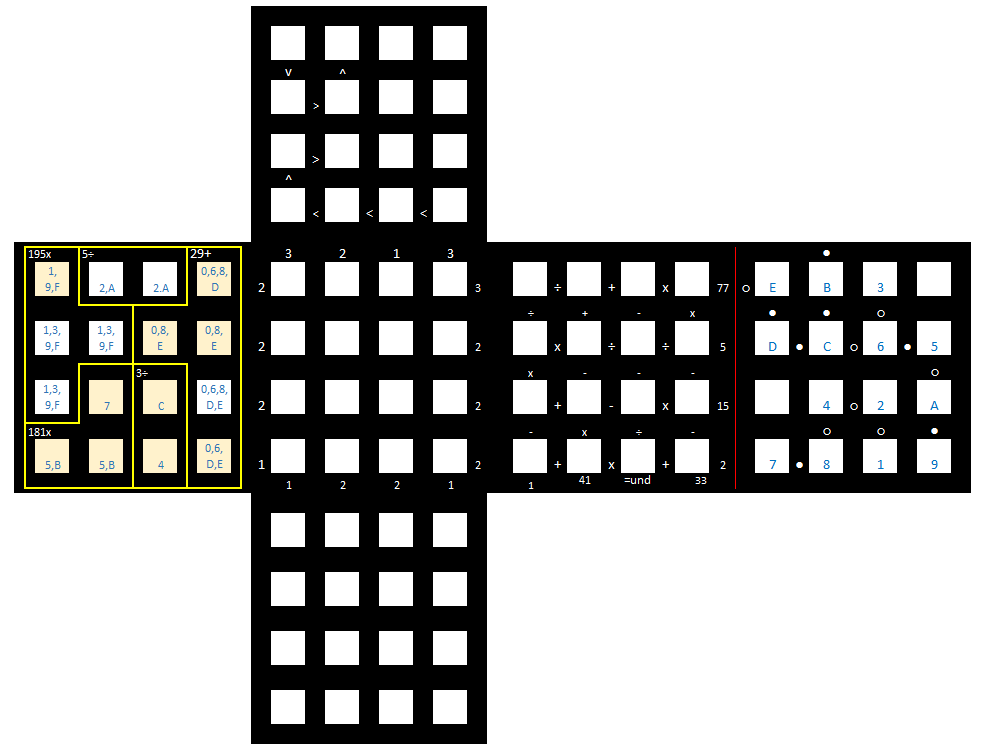 v ^
>
>
^
< < <
195x 5÷ 29+ 3 2 1 3 ●
1, 9,F 2,A 2.A 0,6,8, D 2 3 ÷ + x 77 o E B 3
÷ + - x ● ● o
1,3, 9,F 1,3, 9,F 0,8, E 0,8, E 2 2 x ÷ ÷ 5 D ● C o 6 ● 5
3÷ x - - - o
1,3, 9,F 7 C 0,6,8, D,E 2 2 + - x 15 4 o 2 A
181x - x ÷ - o o ●
5,B 5,B 4 0,6, D,E 1 2 + x + 2 7 ● 8 1 9
1 2 2 1 1 41 =und 33